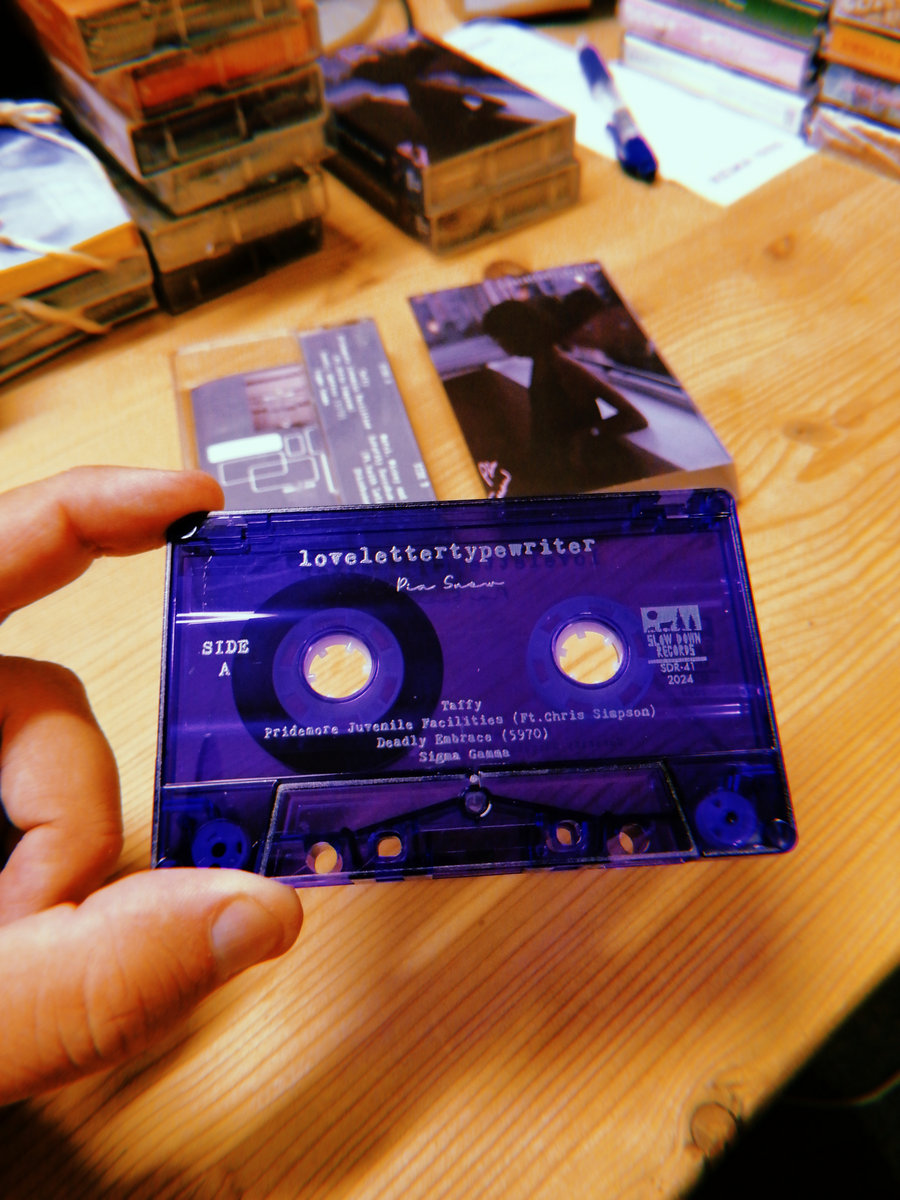 lovelettertypewriter
Pia Snow
SIDE
A
SLOW DOWN
RECORDS
SDR-41
2024
Taffy
Pridemore Juvenile Facilities (Ft.Chris Simpson)
Deadly Embrace (5970)
Sigma Gamma